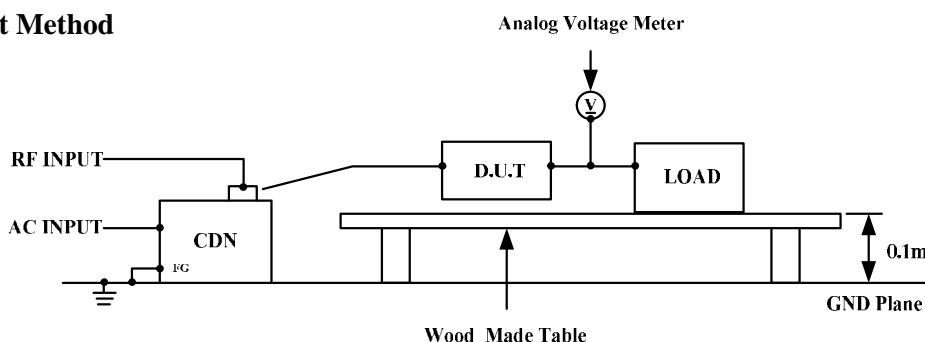 t Method
Analog Voltage Meter
V
RF INPUT
D.U.T
LOAD
AC INPUT
CDN
FG
0.1m
GND Plane
Wood Made Table